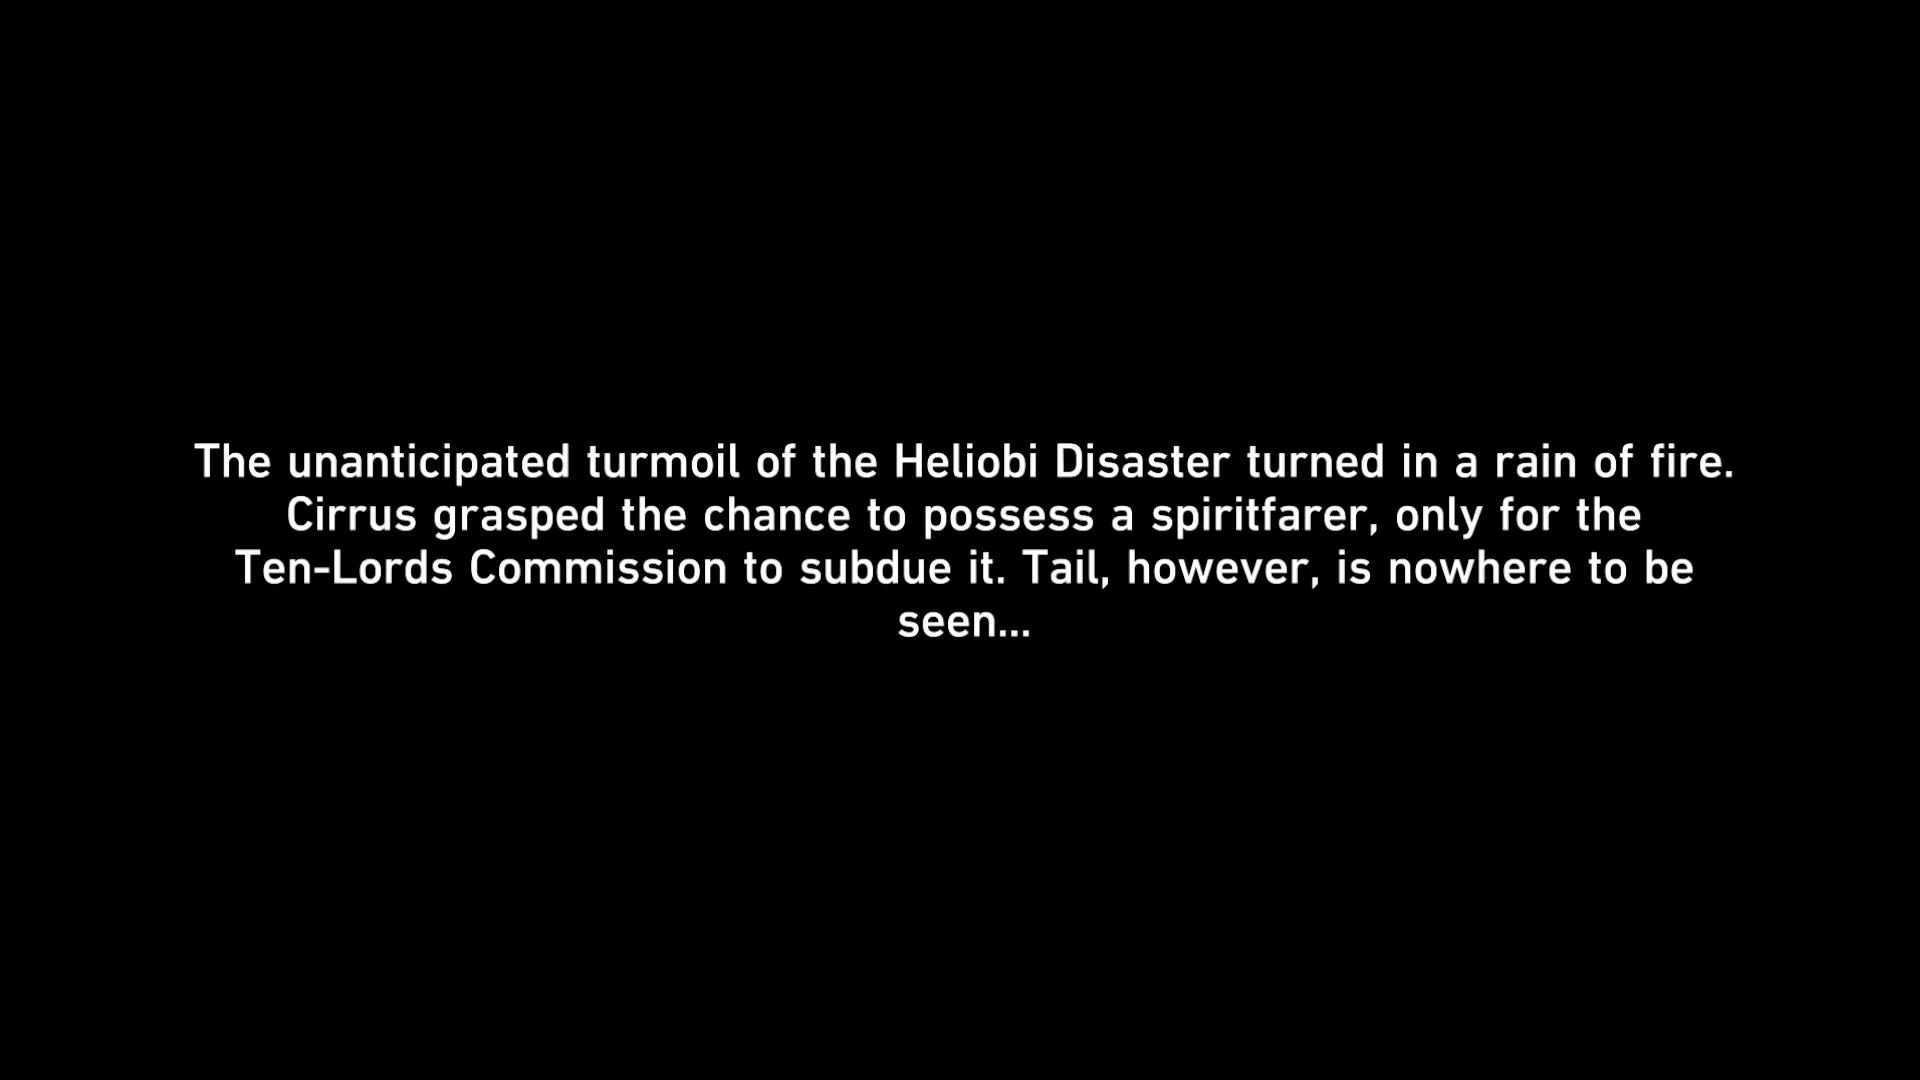 The unanticipated turmoil of the Heliobi Disaster turned in a rain of fire.
Cirrus grasped the chance to possess a spiritfarer, only for the
Ten-Lords Commission to subdue it. Tail, however, is nowhere to be
seen...